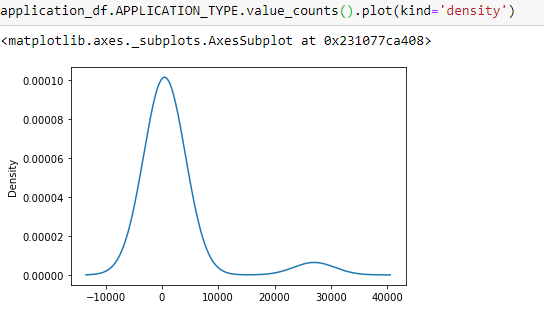 application_df.APPLICATION_TYPE.value_counts().plot(kind='density')
<matplotlib.axes._subplots.AxesSubplot at 0x231077ca408>
0.00010
0.00008
0.00006
0.00004
0.00002
0.00000
Density
−10000 0 10000 20000 30000 40000